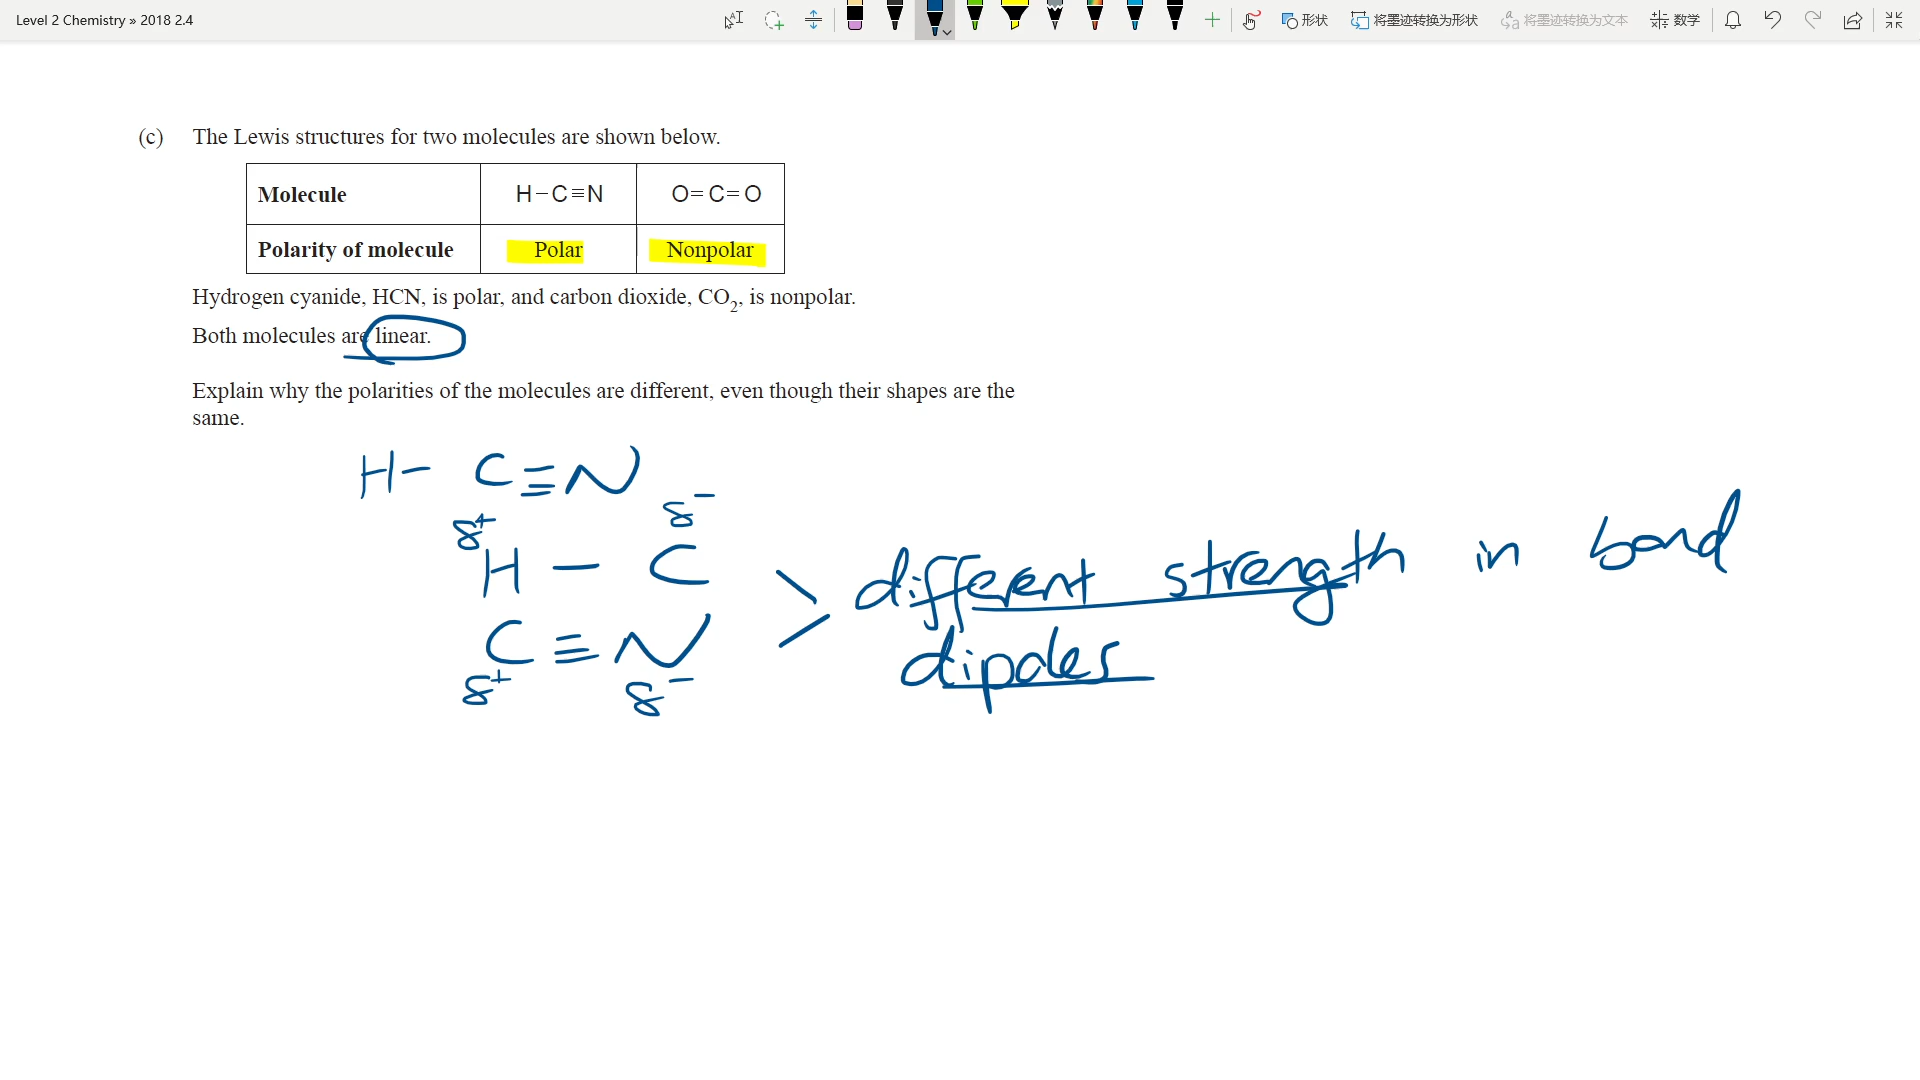 Level 2 Chemistry » 2018 2.4
形状
将墨迹转换为形状
将墨迹转换为文本
数学
(c) The Lewis structures for two molecules are shown below.
Molecule H–C≡N O=C=O
Polarity of molecule Polar Nonpolar
Hydrogen cyanide, HCN, is polar, and carbon dioxide, CO2, is nonpolar.
Both molecules are linear.
Explain why the polarities of the molecules are different, even though their shapes are the
same.
H– C≡N
δ+ δ−
H – C
C ≡ N
δ+ δ−
> different strength in bond
dipoles